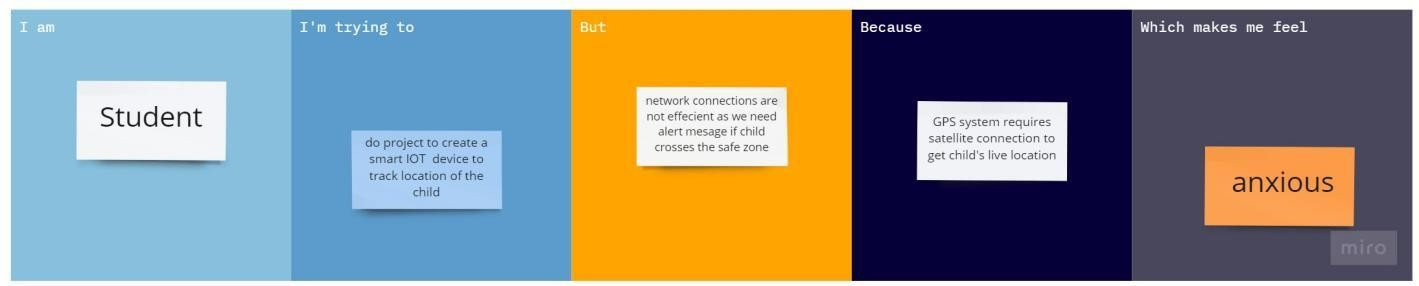 I am
Student
I'm trying to
do project to create a
smart IOT  device to
track location of the
child
But
network connections are
not effecient as we need
alert mesage if child
crosses the safe zone
Because
GPS system requires
satellite connection to
get child's live location
Which makes me feel
anxious
miro